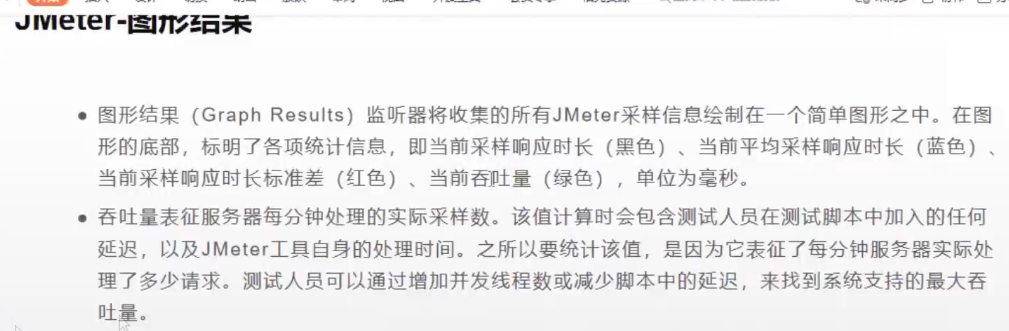 JMeter-图形结果
图形结果（Graph Results）监听器将收集的所有JMeter采样信息绘制在一个简单图形之中。在图
形的底部，标明了各项统计信息，即当前采样响应时长（黑色）、当前平均采样响应时长（蓝色）、
当前采样响应时长标准差（红色）、当前吞吐量（绿色），单位为毫秒。
吞吐量表征服务器每分钟处理的实际采样数。该值计算时会包含测试人员在测试脚本中加入的任何
延迟，以及JMeter工具自身的处理时间。之所以要统计该值，是因为它表征了每分钟服务器实际处
理了多少请求。测试人员可以通过增加并发线程数或减少脚本中的延迟，来找到系统支持的最大吞
吐量。